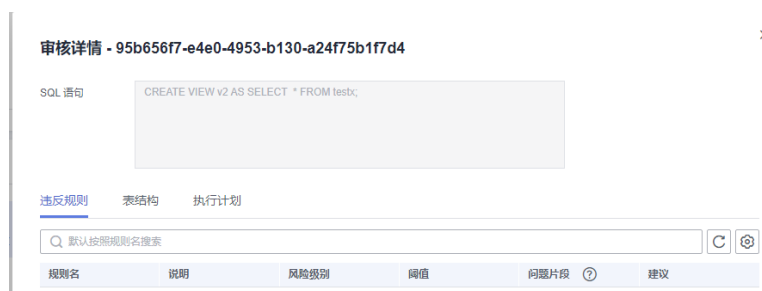 审核详情 - 95b656f7-e4e0-4953-b130-a24f75b1f7d4
SQL 语句 CREATE VIEW v2 AS SELECT * FROM testx;
违反规则 表结构 执行计划
默认按照规则名搜索
规则名 说明 风险级别 阈值 问题片段 ? 建议